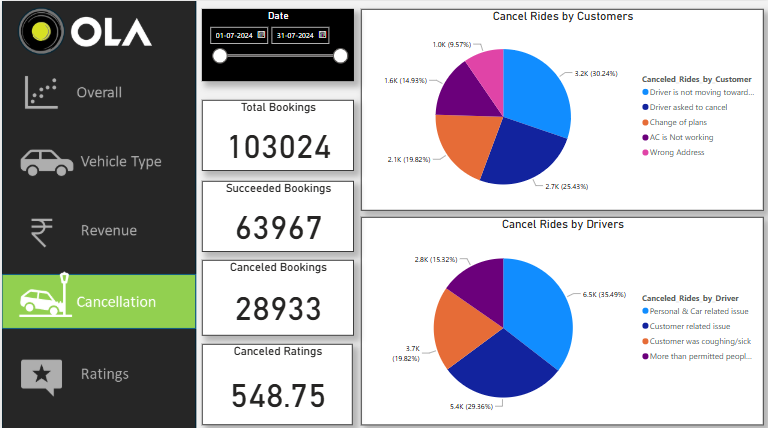 OLA
Overall
Vehicle Type
Revenue
Cancellation
Ratings
Date
01-07-2024
31-07-2024
Total Bookings
103024
Succeeded Bookings
63967
Canceled Bookings
28933
Canceled Ratings
548.75
Cancel Rides by Customers
1.0K (9.57%)
3.2K (30.24%)
1.6K (14.93%)
2.1K (19.82%)
2.7K (25.43%)
Canceled Rides by Customer
Driver is not moving toward...
Driver asked to cancel
Change of plans
AC is Not working
Wrong Address
Cancel Rides by Drivers
2.8K (15.32%)
6.5K (35.49%)
3.7K
(19.82%)
5.4K (29.36%)
Canceled Rides by Driver
Personal & Car related issue
Customer related issue
Customer was coughing/sick
More than permitted peopl...